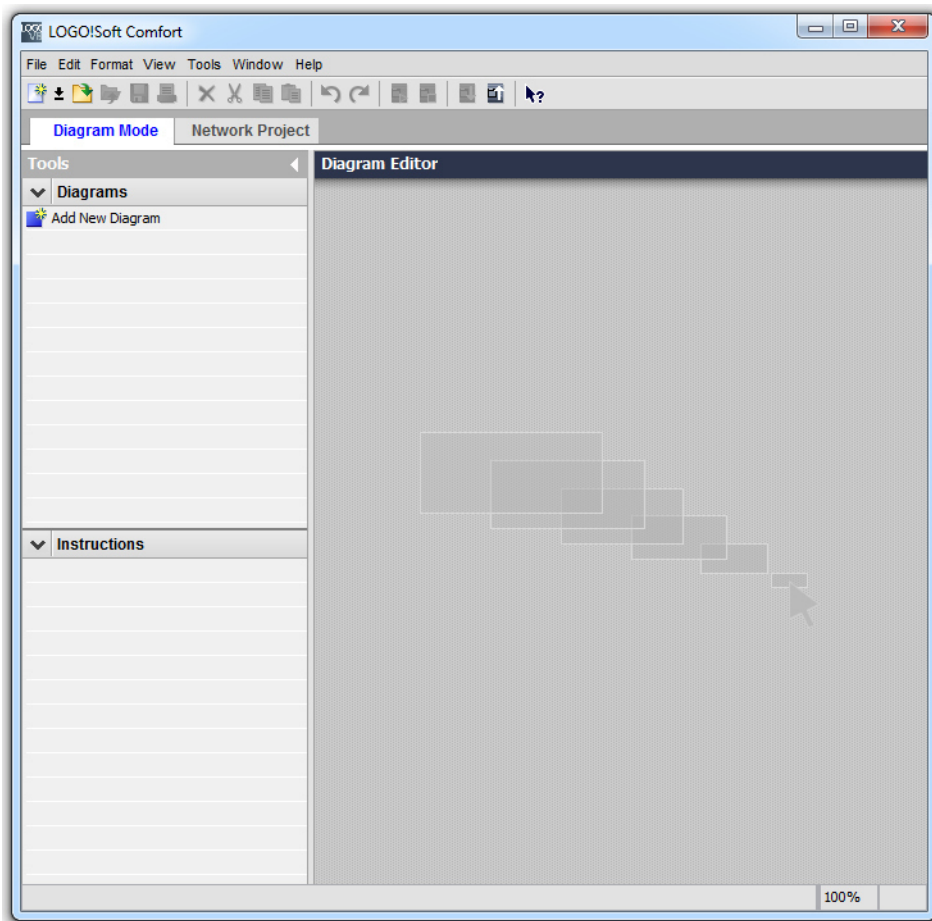 LOGO!Soft Comfort
File Edit Format View Tools Window Help
Diagram Mode Network Project
Tools Diagram Editor
Diagrams
Add New Diagram
Instructions
100%